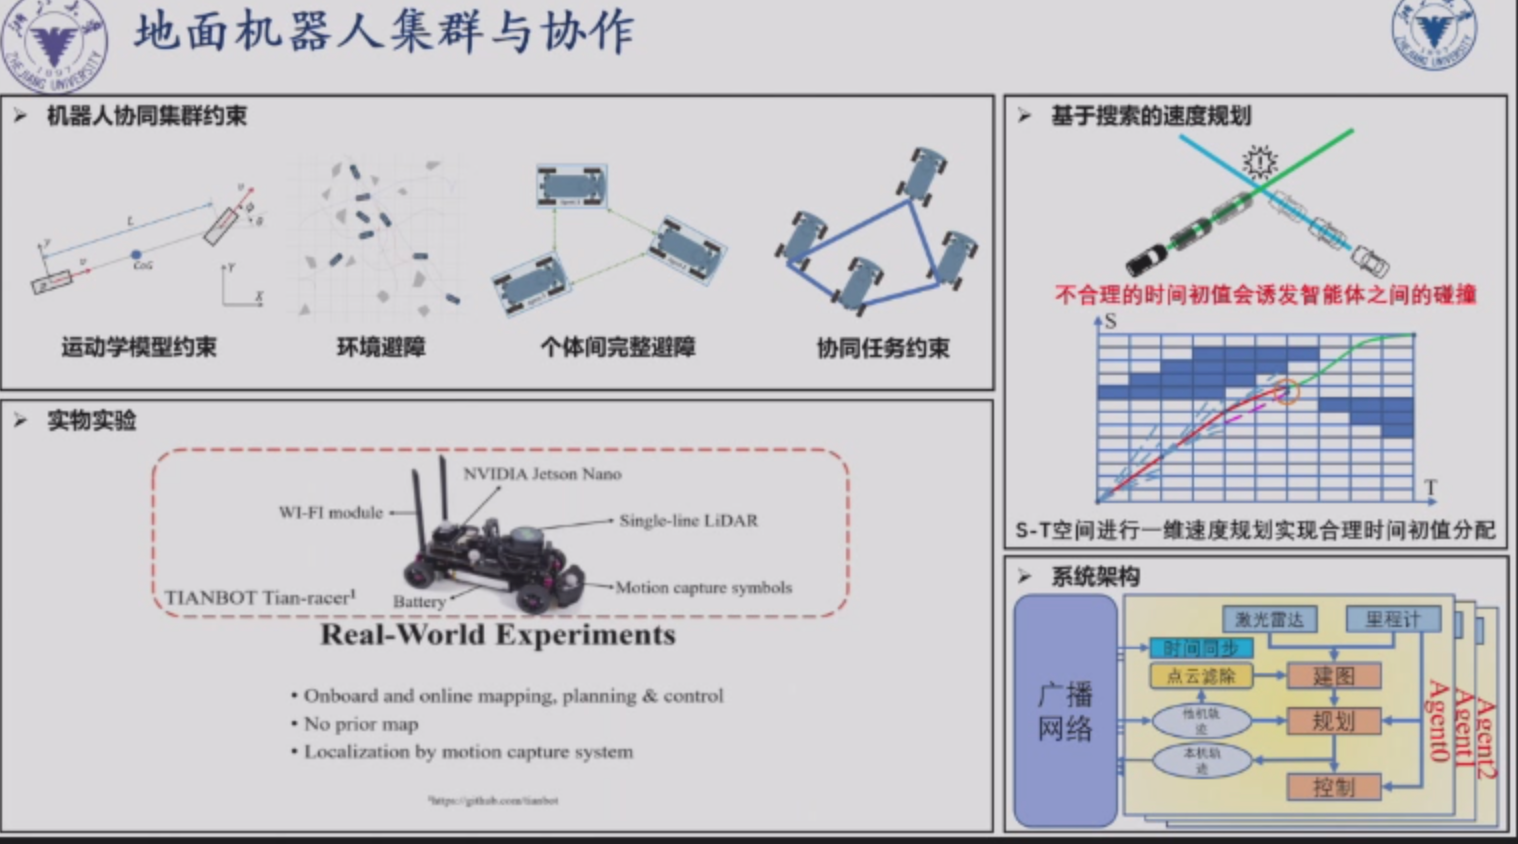 地面机器人集群与协作
ZHEJIANG UNIVERSITY
1897
ZHEJIANG UNIVERSITY
机器人协同集群约束
L
v
v
CoG
Y
X
运动学模型约束
环境避障
个体间完整避障
协同任务约束
实物实验
NVIDIA Jetson Nano
WI-FI module
Single-line LiDAR
Motion capture symbols
TIANBOT Tian-racer¹
Battery
Real-World Experiments
• Onboard and online mapping, planning & control
• No prior map
• Localization by motion capture system
¹https://github.com/tianbot
基于搜索的速度规划
!
不合理的时间初值会诱发智能体之间的碰撞
S
T
S-T空间进行一维速度规划实现合理时间初值分配
系统架构
广播
网络
激光雷达
里程计
时间同步
点云滤除
建图
他机轨
迹
规划
本机轨
迹
控制
Agent0
Agent1
Agent2